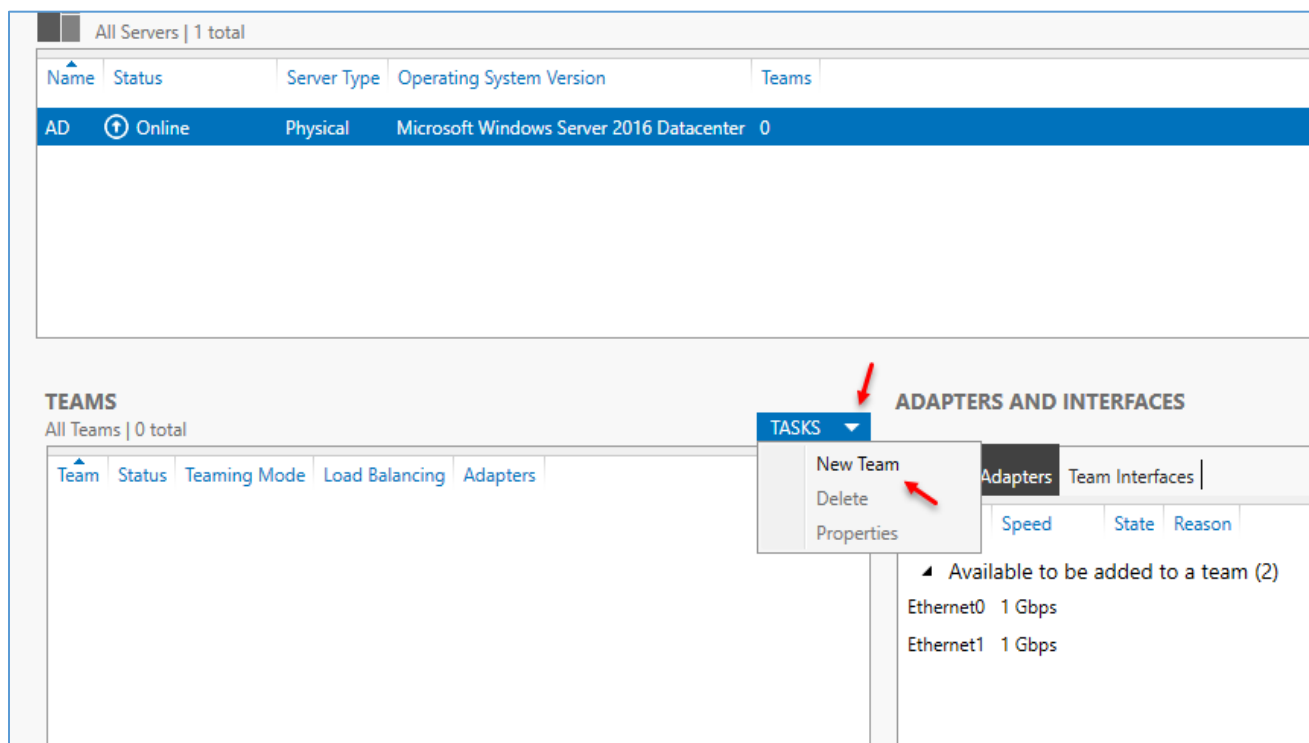 All Servers | 1 total
Name Status Server Type Operating System Version Teams
AD Online Physical Microsoft Windows Server 2016 Datacenter 0
TEAMS
All Teams | 0 total
TASKS
New Team
Delete
Properties
Team Status Teaming Mode Load Balancing Adapters
ADAPTERS AND INTERFACES
Adapters Team Interfaces
Speed State Reason
Available to be added to a team (2)
Ethernet0 1 Gbps
Ethernet1 1 Gbps